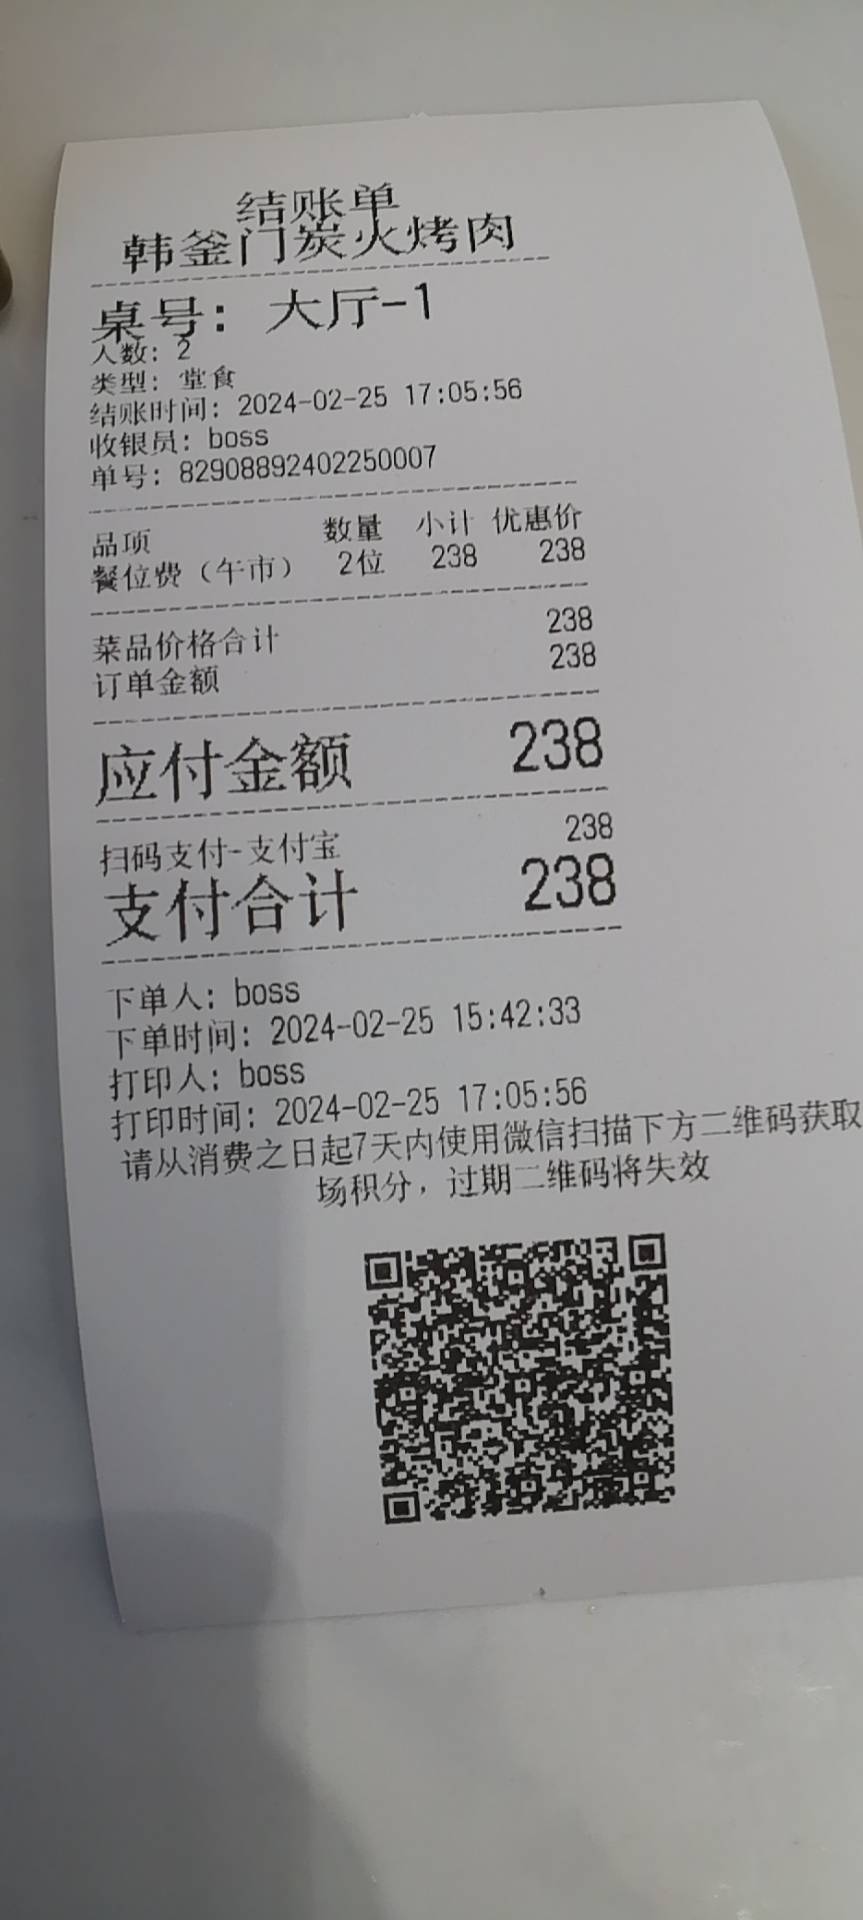 结账单
韩釜门炭火烤肉
桌号：大厅-1
人数：2
类型：堂食
结账时间：2024-02-25 17:05:56
收银员：boss
单号：82908892402250007
品项 数量 小计 优惠价
餐位费（午市） 2位 238 238
菜品价格合计 238
订单金额 238
应付金额 238
扫码支付-支付宝 238
支付合计 238
下单人：boss
下单时间：2024-02-25 15:42:33
打印人：boss
打印时间：2024-02-25 17:05:56
请从消费之日起7天内使用微信扫描下方二维码获取
场积分，过期二维码将失效